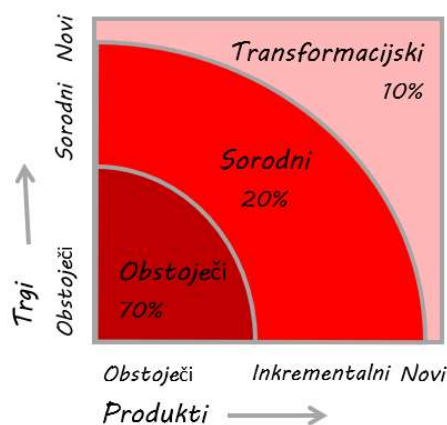 Novi
Sorodni
Obstoječi
Trgi
Transformacijski
10%
Sorodni
20%
Obstoječi
70%
Obstoječi
Inkrementalni
Novi
Produkti